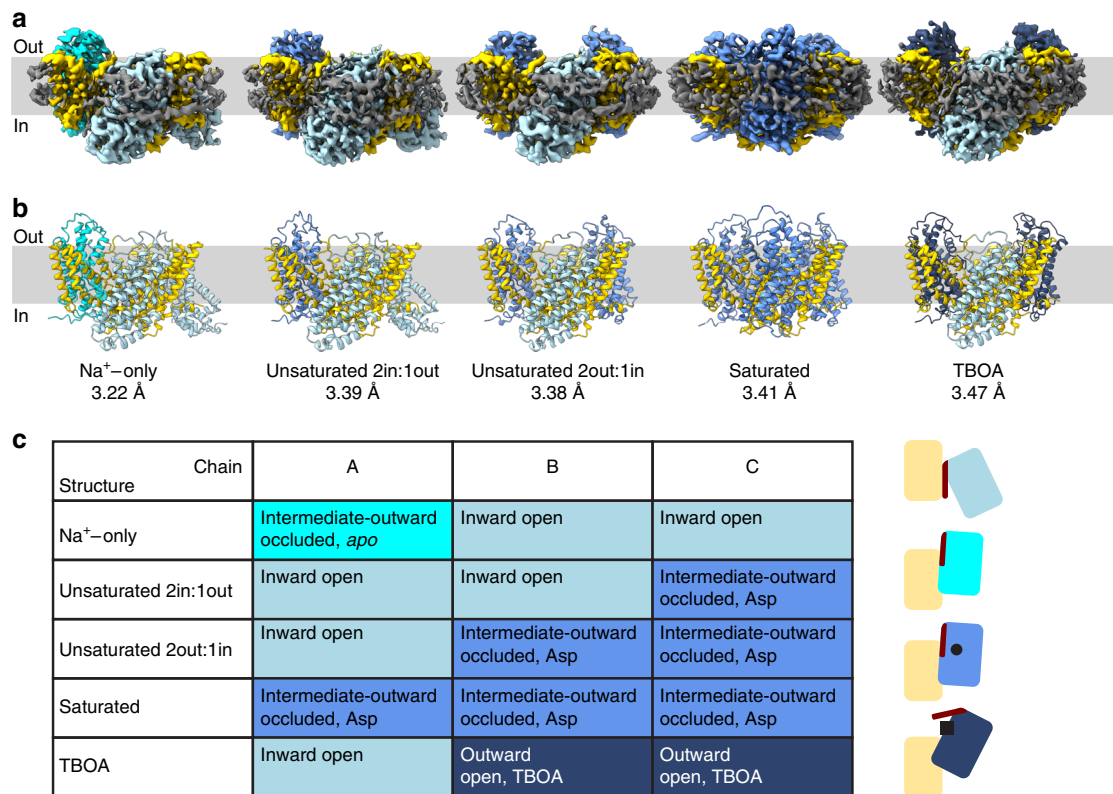 a
Out
In
b
Out
In
Na⁺–only
3.22 Å
Unsaturated 2in:1out
3.39 Å
Unsaturated 2out:1in
3.38 Å
Saturated
3.41 Å
TBOA
3.47 Å
c
Chain
Structure
A
B
C
Na⁺–only
Intermediate-outward
occluded, apo
Inward open
Inward open
Unsaturated 2in:1out
Inward open
Inward open
Intermediate-outward
occluded, Asp
Unsaturated 2out:1in
Inward open
Intermediate-outward
occluded, Asp
Intermediate-outward
occluded, Asp
Saturated
Intermediate-outward
occluded, Asp
Intermediate-outward
occluded, Asp
Intermediate-outward
occluded, Asp
TBOA
Inward open
Outward
open, TBOA
Outward
open, TBOA